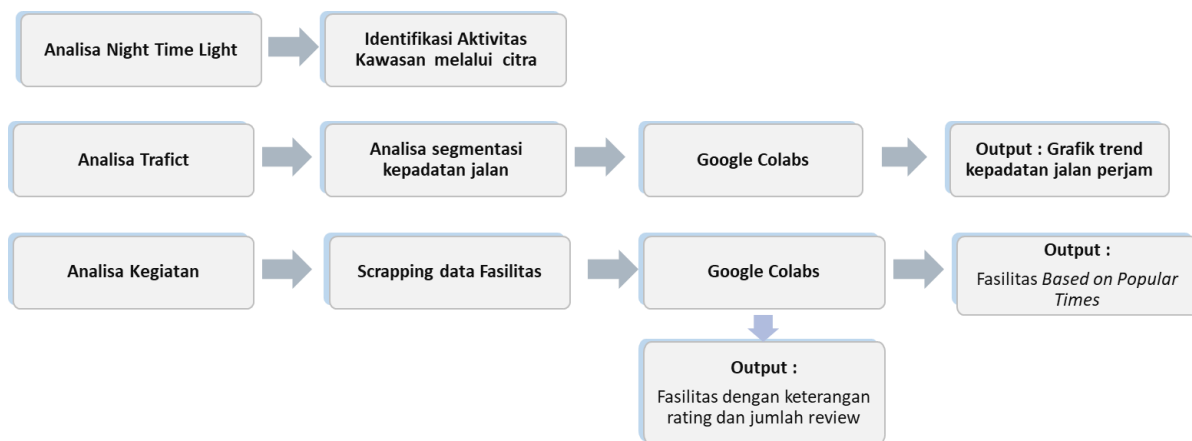 Analisa Night Time Light
Identifikasi Aktivitas
Kawasan melalui citra
Analisa Trafict
Analisa segmentasi
kepadatan jalan
Google Colabs
Output : Grafik trend
kepadatan jalan perjam
Analisa Kegiatan
Scrapping data Fasilitas
Google Colabs
Output :
Fasilitas Based on Popular
Times
Output :
Fasilitas dengan keterangan
rating dan jumlah review